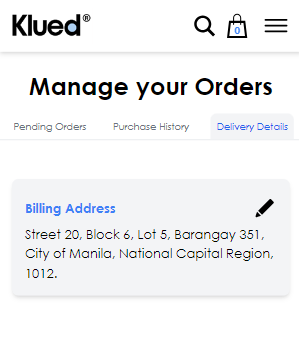 Klued®
0
Manage your Orders
Pending Orders
Purchase History
Delivery Details
Billing Address
Street 20, Block 6, Lot 5, Barangay 351,
City of Manila, National Capital Region,
1012.